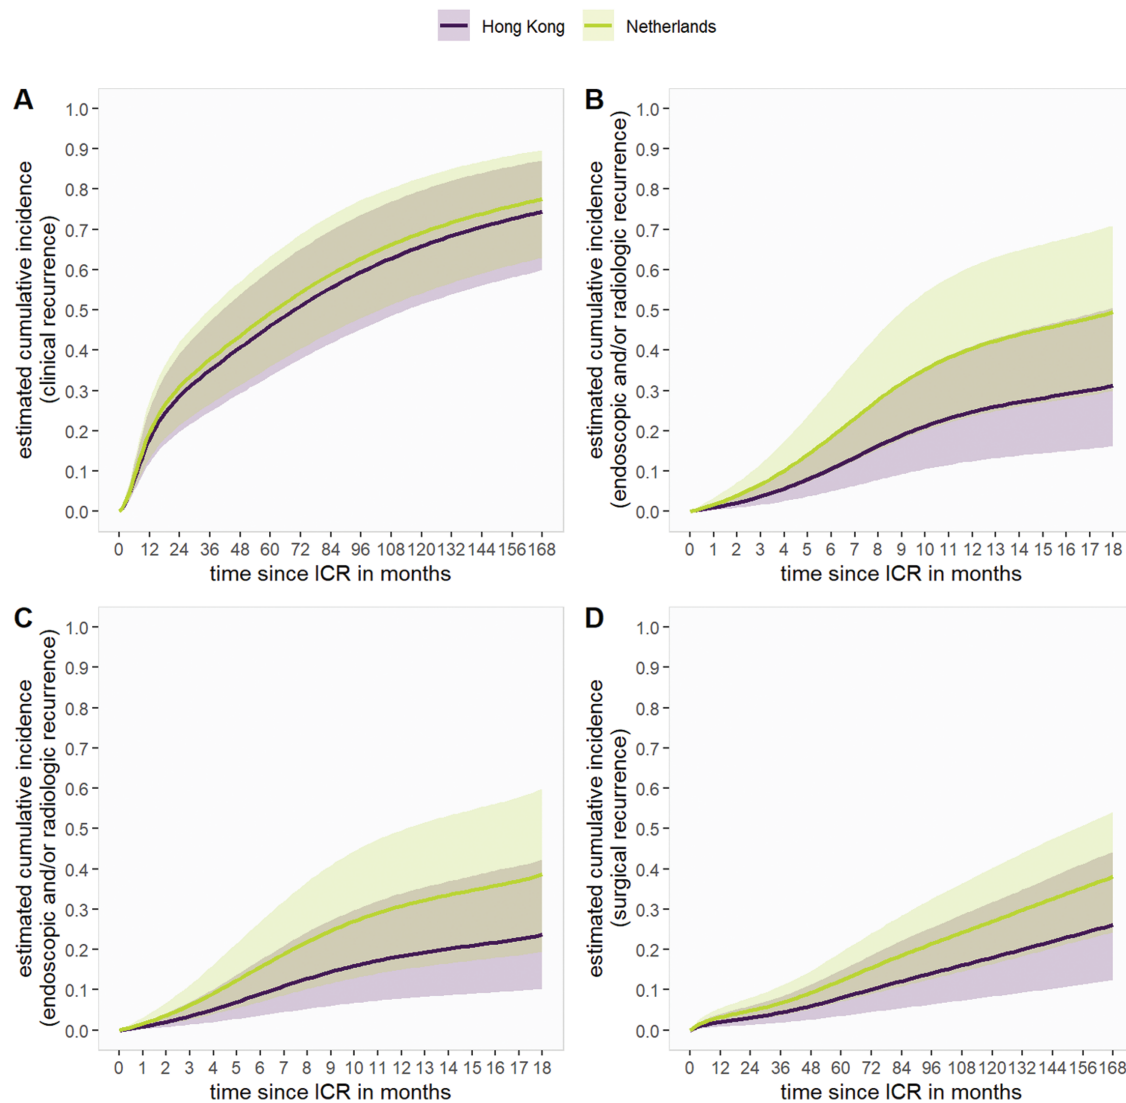 Hong Kong Netherlands
A
1.0
0.9
0.8
0.7
0.6
0.5
0.4
0.3
0.2
0.1
0.0
estimated cumulative incidence
(clinical recurrence)
0 12 24 36 48 60 72 84 96 108 120 132 144 156 168
time since ICR in months
B
1.0
0.9
0.8
0.7
0.6
0.5
0.4
0.3
0.2
0.1
0.0
estimated cumulative incidence
(endoscopic and/or radiologic recurrence)
0 1 2 3 4 5 6 7 8 9 10 11 12 13 14 15 16 17 18
time since ICR in months
C
1.0
0.9
0.8
0.7
0.6
0.5
0.4
0.3
0.2
0.1
0.0
estimated cumulative incidence
(endoscopic and/or radiologic recurrence)
0 1 2 3 4 5 6 7 8 9 10 11 12 13 14 15 16 17 18
time since ICR in months
D
1.0
0.9
0.8
0.7
0.6
0.5
0.4
0.3
0.2
0.1
0.0
estimated cumulative incidence
(surgical recurrence)
0 12 24 36 48 60 72 84 96 108 120 132 144 156 168
time since ICR in months